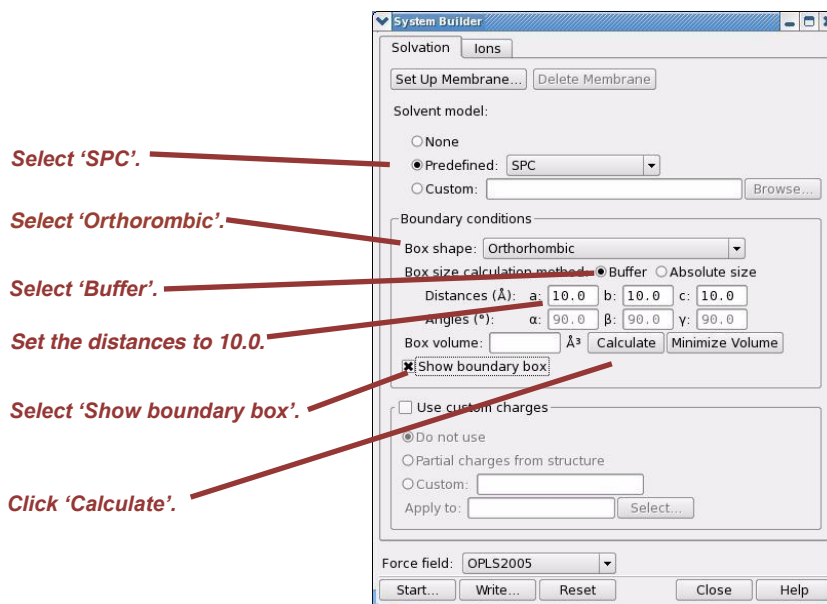 System Builder
Solvation Ions
Set Up Membrane... Delete Membrane
Solvent model:
None
Select 'SPC'.
Predefined: SPC
Custom: Browse...
Select 'Orthorombic'.
Boundary conditions
Box shape: Orthorhombic
Box size calculation method: Buffer Absolute size
Select 'Buffer'.
Distances (Å): a: 10.0 b: 10.0 c: 10.0
Angles (°): α: 90.0 β: 90.0 γ: 90.0
Set the distances to 10.0.
Box volume: Å³ Calculate Minimize Volume
Show boundary box
Select 'Show boundary box'.
Use custom charges
Do not use
Partial charges from structure
Custom:
Click 'Calculate'.
Apply to: Select...
Force field: OPLS2005
Start... Write... Reset Close Help